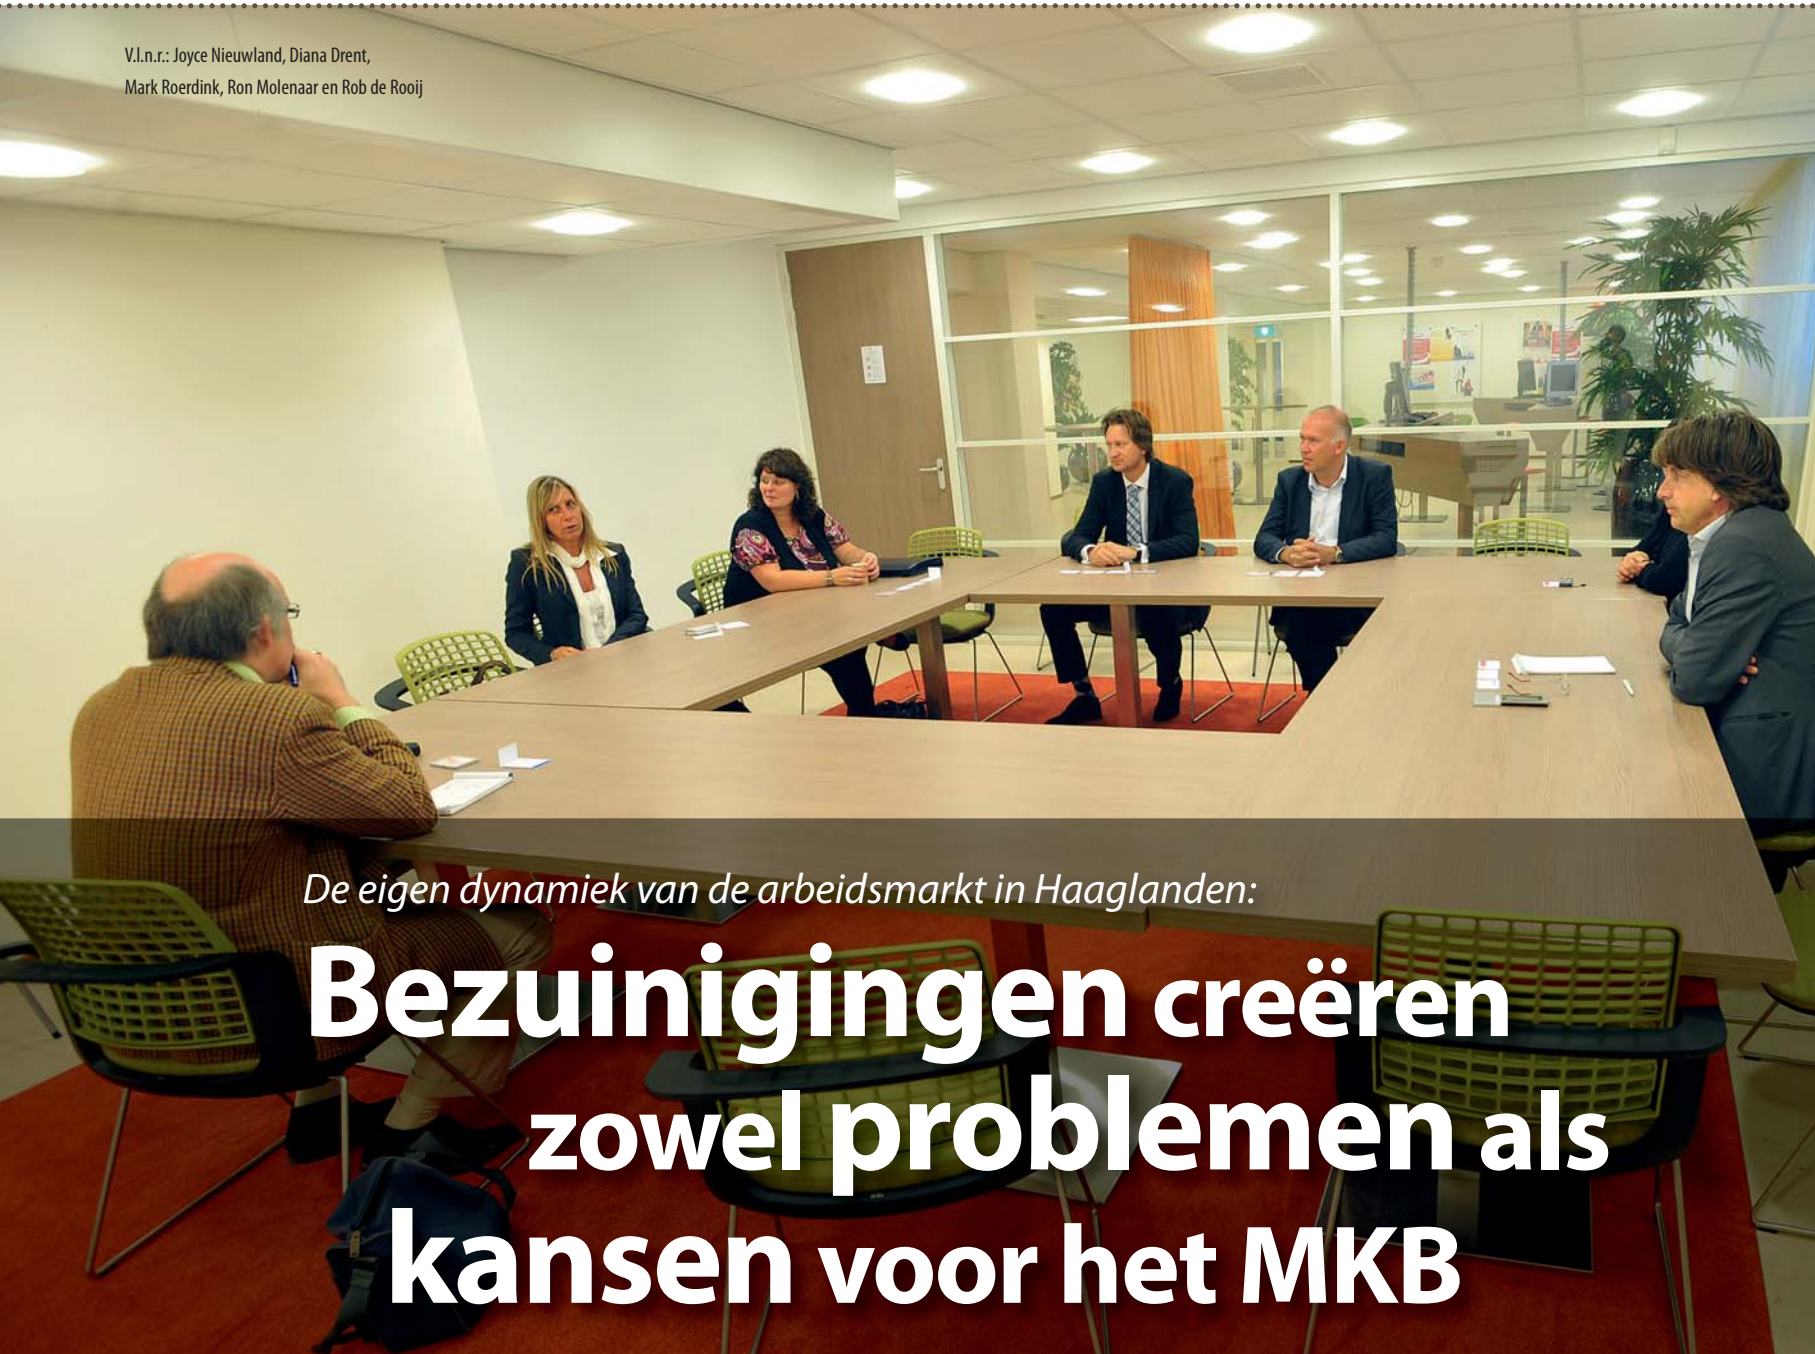 V.l.n.r.: Joyce Nieuwland, Diana Drent,
Mark Roerdink, Ron Molenaar en Rob de Rooij
De eigen dynamiek van de arbeidsmarkt in Haaglanden:
Bezuinigingen creëren
zowel problemen als
kansen voor het MKB